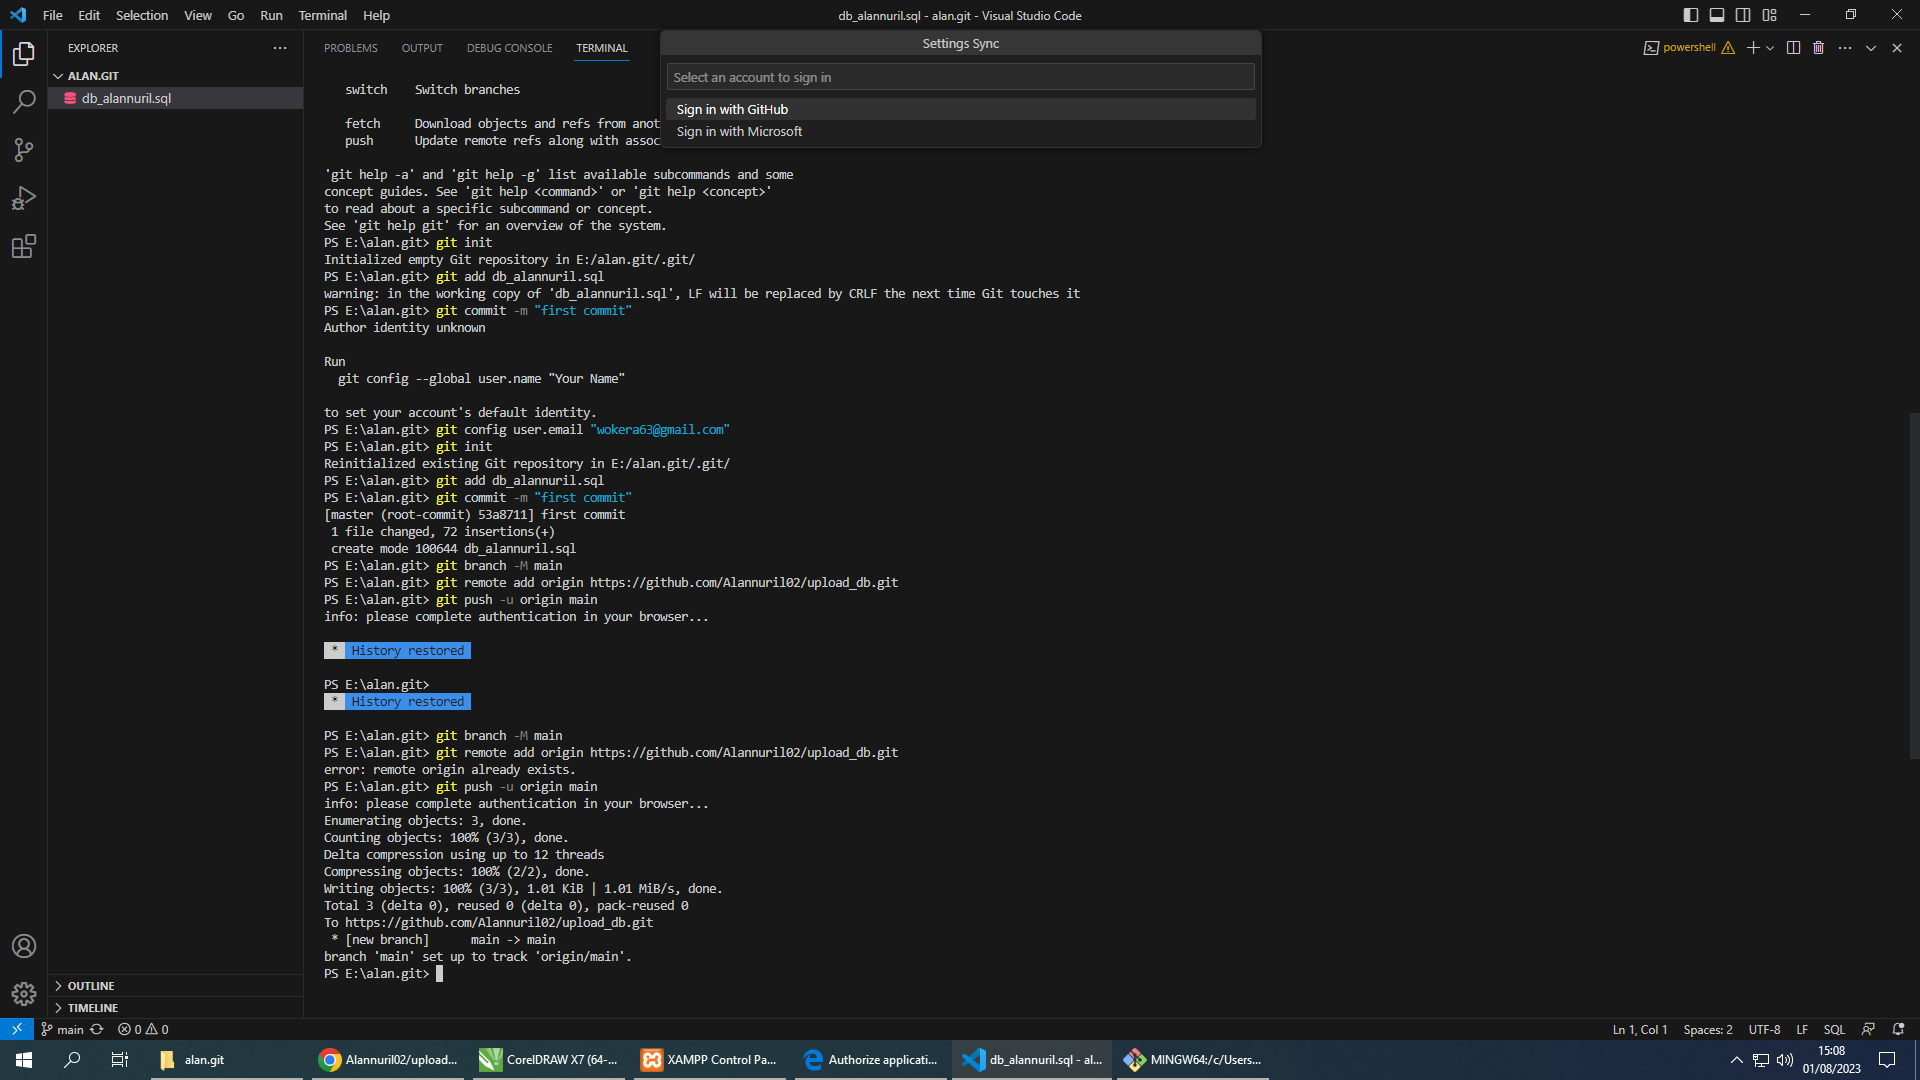 File Edit Selection View Go Run Terminal Help
db_alannuril.sql - alan.git - Visual Studio Code
EXPLORER
ALAN.GIT
db_alannuril.sql
OUTLINE
TIMELINE
PROBLEMS OUTPUT DEBUG CONSOLE TERMINAL
powershell
Settings Sync
Select an account to sign in
Sign in with GitHub
Sign in with Microsoft
switch Switch branches
fetch Download objects and refs from anot
push Update remote refs along with assoc
'git help -a' and 'git help -g' list available subcommands and some
concept guides. See 'git help <command>' or 'git help <concept>'
to read about a specific subcommand or concept.
See 'git help git' for an overview of the system.
PS E:\alan.git> git init
Initialized empty Git repository in E:/alan.git/.git/
PS E:\alan.git> git add db_alannuril.sql
warning: in the working copy of 'db_alannuril.sql', LF will be replaced by CRLF the next time Git touches it
PS E:\alan.git> git commit -m "first commit"
Author identity unknown
Run
git config --global user.name "Your Name"
to set your account's default identity.
PS E:\alan.git> git config user.email "wokera63@gmail.com"
PS E:\alan.git> git init
Reinitialized existing Git repository in E:/alan.git/.git/
PS E:\alan.git> git add db_alannuril.sql
PS E:\alan.git> git commit -m "first commit"
[master (root-commit) 53a8711] first commit
1 file changed, 72 insertions(+)
create mode 100644 db_alannuril.sql
PS E:\alan.git> git branch -M main
PS E:\alan.git> git remote add origin https://github.com/Alannuril02/upload_db.git
PS E:\alan.git> git push -u origin main
info: please complete authentication in your browser...
* History restored
PS E:\alan.git>
* History restored
PS E:\alan.git> git branch -M main
PS E:\alan.git> git remote add origin https://github.com/Alannuril02/upload_db.git
error: remote origin already exists.
PS E:\alan.git> git push -u origin main
info: please complete authentication in your browser...
Enumerating objects: 3, done.
Counting objects: 100% (3/3), done.
Delta compression using up to 12 threads
Compressing objects: 100% (2/2), done.
Writing objects: 100% (3/3), 1.01 KiB | 1.01 MiB/s, done.
Total 3 (delta 0), reused 0 (delta 0), pack-reused 0
To https://github.com/Alannuril02/upload_db.git
* [new branch] main -> main
branch 'main' set up to track 'origin/main'.
PS E:\alan.git>
main 0 0
Ln 1, Col 1 Spaces: 2 UTF-8 LF SQL
alan.git
Alannuril02/upload...
CorelDRAW X7 (64-...
XAMPP Control Pa...
Authorize applicati...
db_alannuril.sql - al...
MINGW64:/c/Users...
15:08
01/08/2023